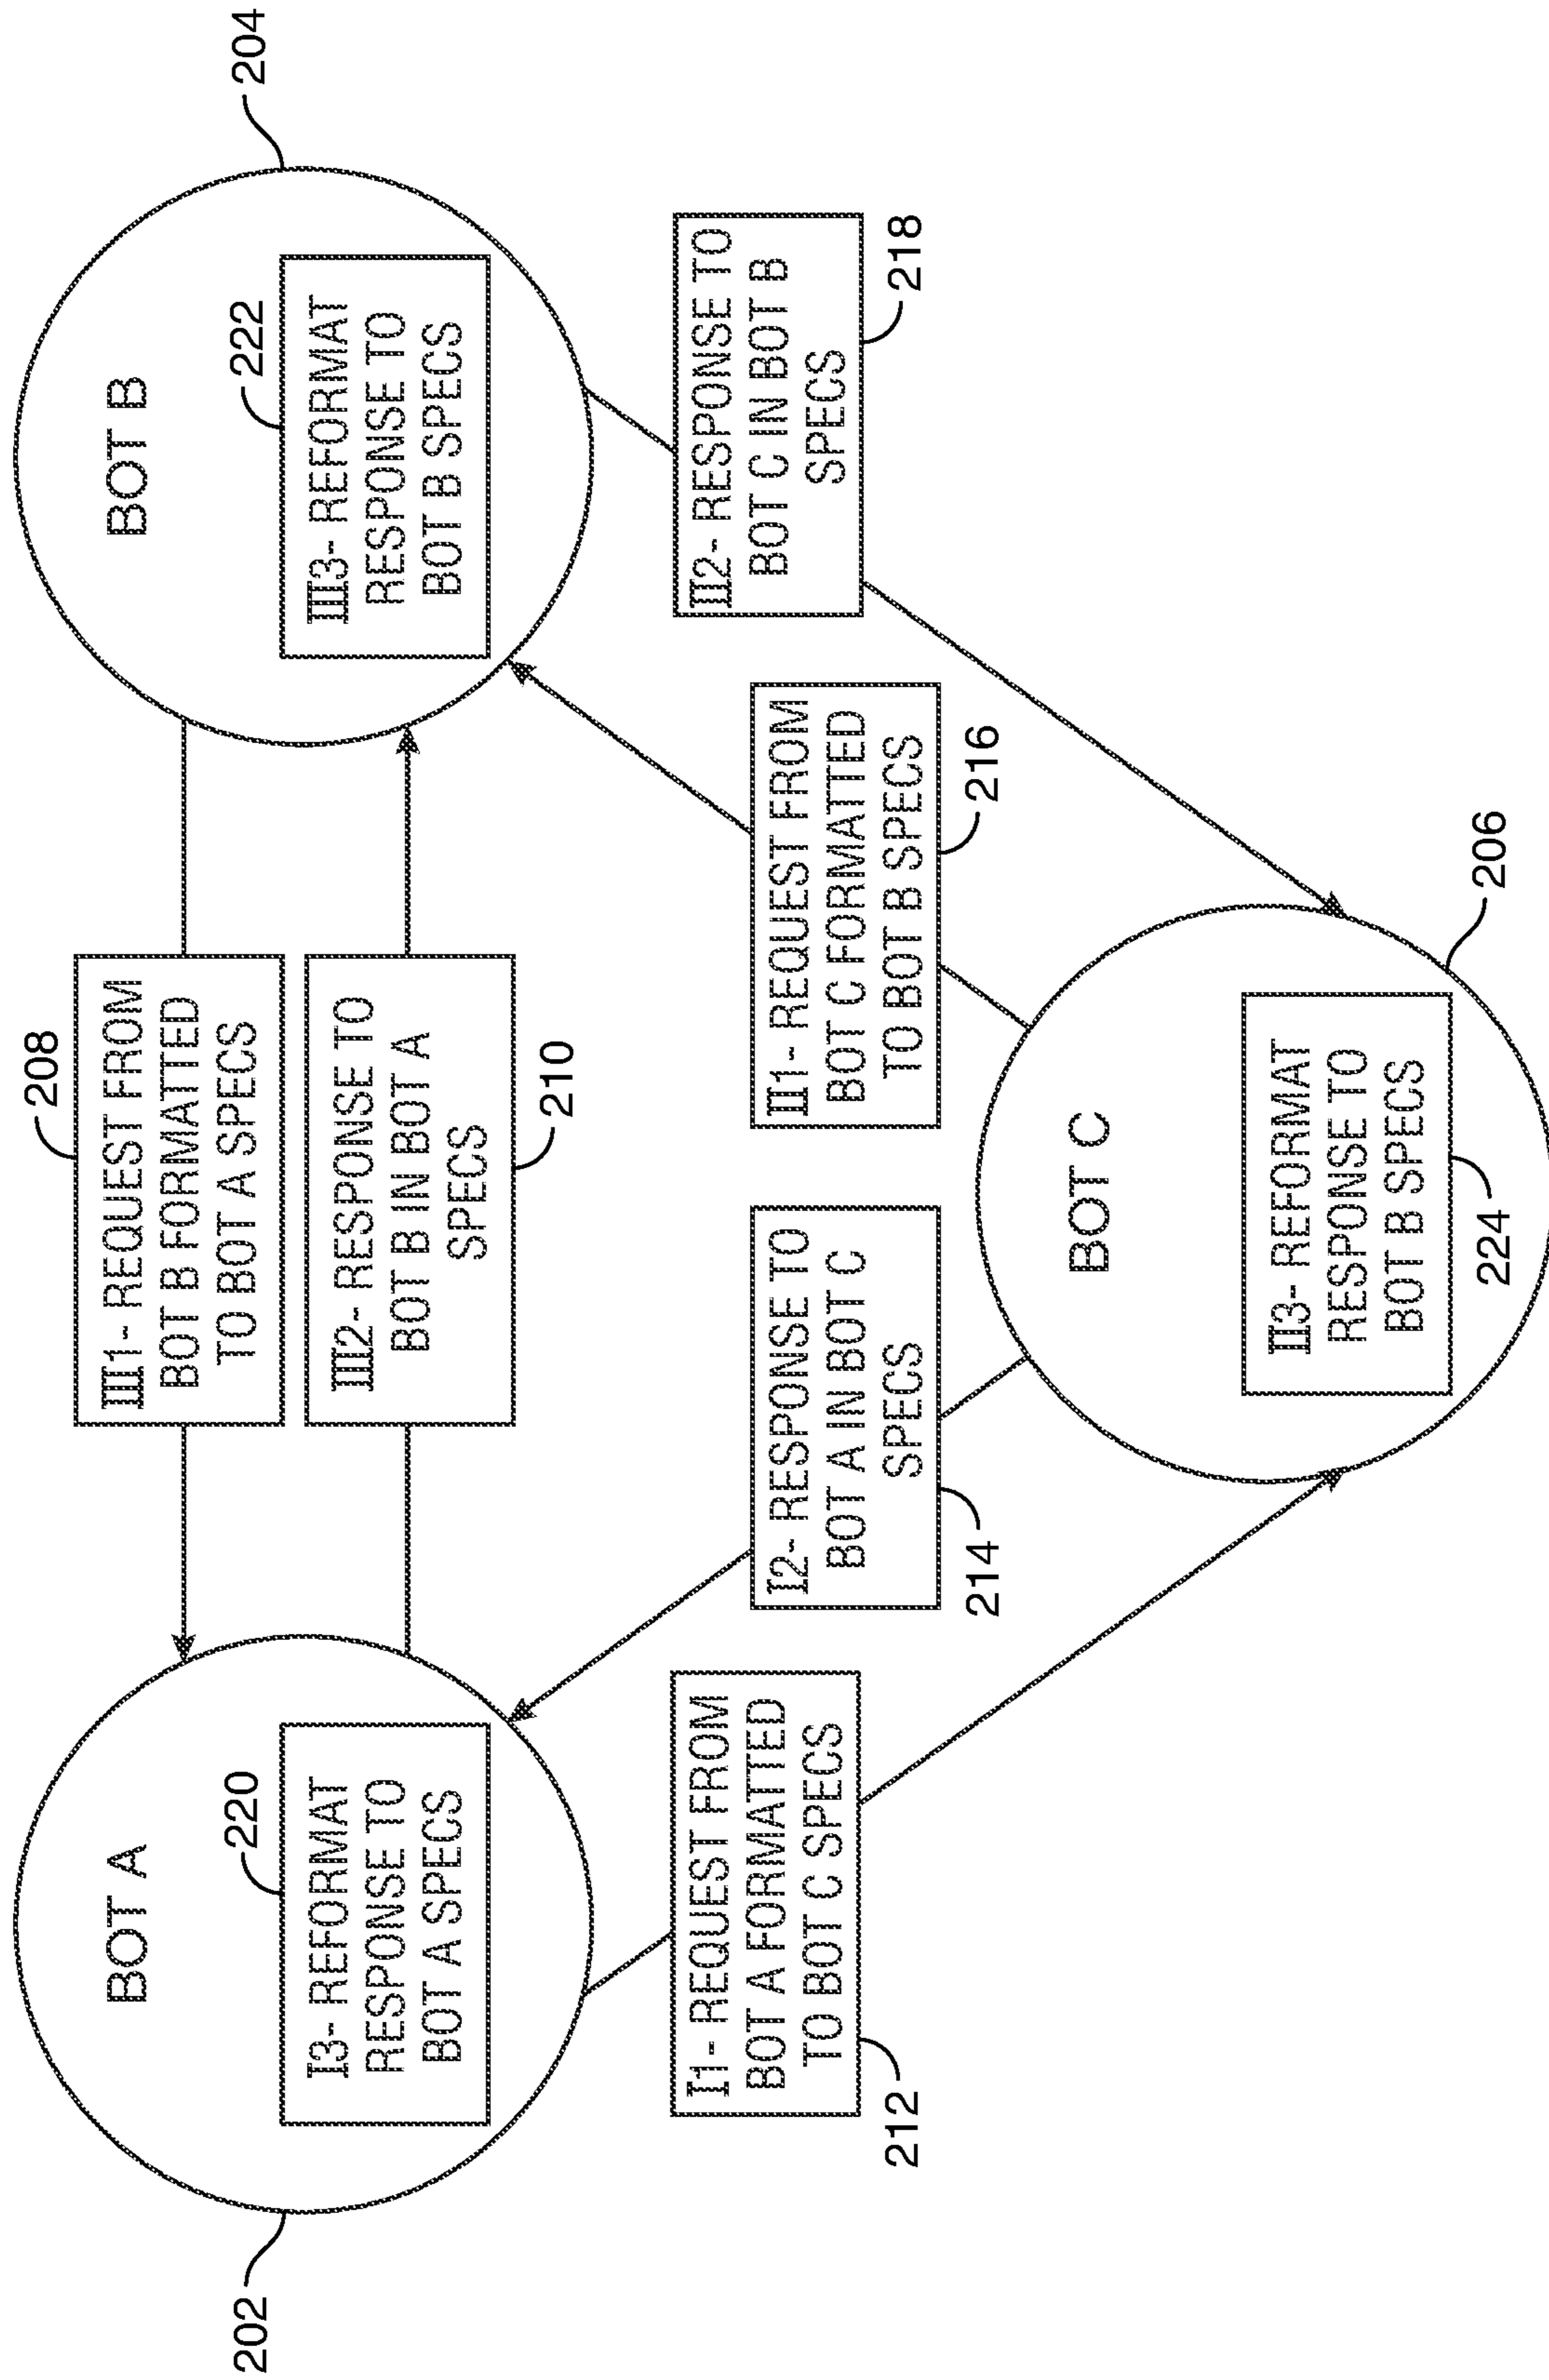 208
III1- REQUEST FROM
BOT B FORMATTED
TO BOT A SPECS
III2- RESPONSE TO
BOT B IN BOT A
SPECS
210
BOT A
220
I3- REFORMAT
RESPONSE TO
BOT A SPECS
202
BOT B
222
III3- REFORMAT
RESPONSE TO
BOT B SPECS
204
I1- REQUEST FROM
BOT A FORMATTED
TO BOT C SPECS
212
I2- RESPONSE TO
BOT A IN BOT C
SPECS
214
II1- REQUEST FROM
BOT C FORMATTED
TO BOT B SPECS
216
II2- RESPONSE TO
BOT C IN BOT B
SPECS
218
BOT C
II3- REFORMAT
RESPONSE TO
BOT B SPECS
224
206